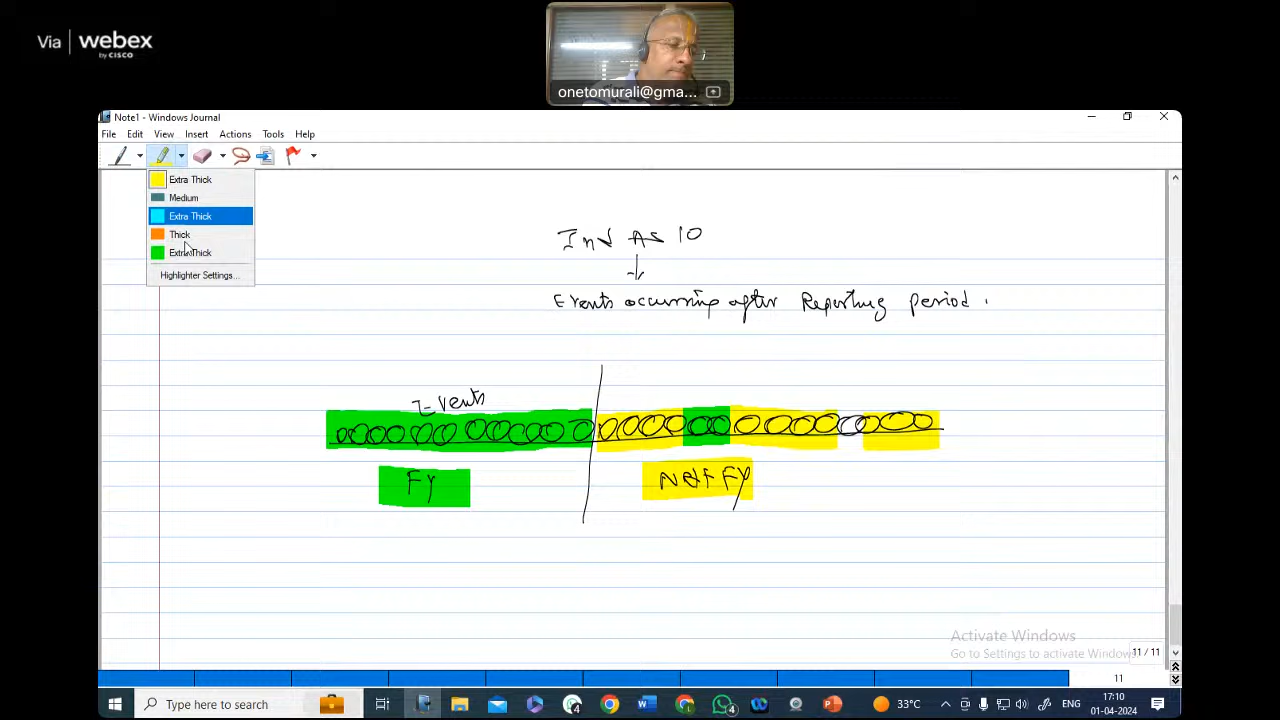 Via webex
by CISCO
onetomurali@gma...
Note1 - Windows Journal
File Edit View Insert Actions Tools Help
Extra Thick
Medium
Extra Thick
Thick
Extra Thick
Highlighter Settings...
Ind AS 10
Events occurring after Reporting period.
Events
FY
Next FY
Activate Windows
Go to Settings to activate Windows.
11 / 11
11
Type here to search
4
4
33°C
ENG
17:10
01-04-2024